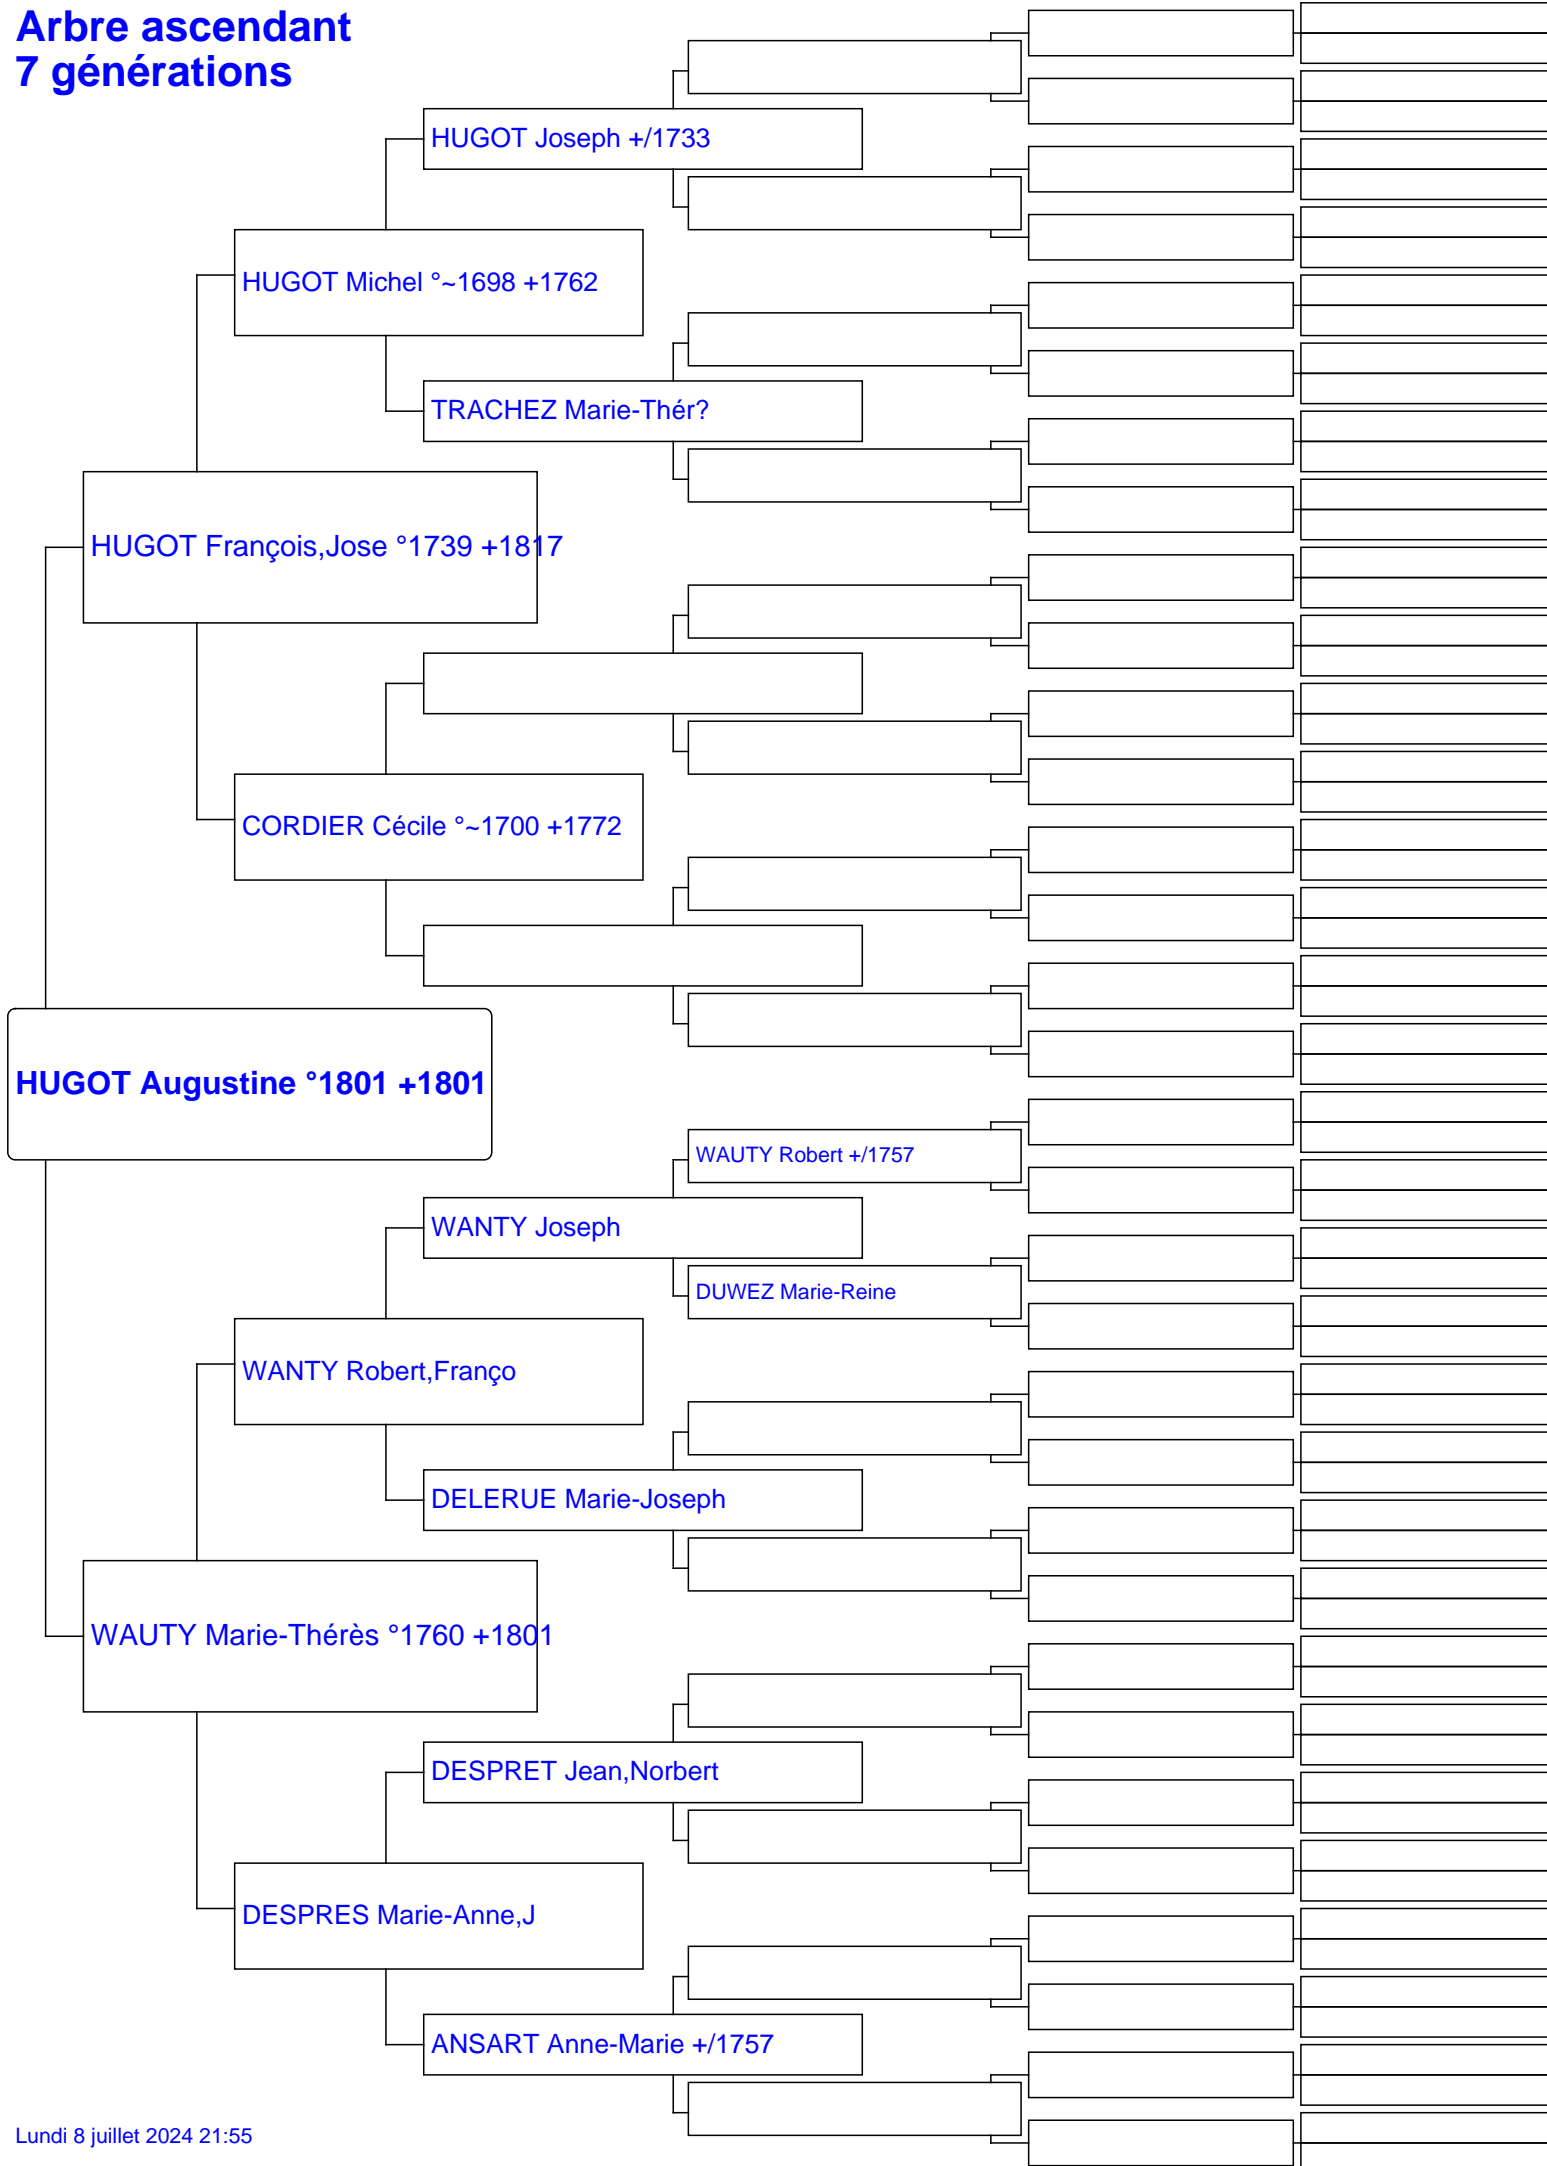 Arbre ascendant
7 générations
HUGOT Joseph +/1733
HUGOT Michel °~1698 +1762
TRACHEZ Marie-Thér?
HUGOT François,Jose °1739 +1817
CORDIER Cécile °~1700 +1772
HUGOT Augustine °1801 +1801
WAUTY Robert +/1757
WANTY Joseph
DUWEZ Marie-Reine
WANTY Robert,Franço
DELERUE Marie-Joseph
WAUTY Marie-Thérès °1760 +1801
DESPRET Jean,Norbert
DESPRES Marie-Anne,J
ANSART Anne-Marie +/1757
Lundi 8 juillet 2024 21:55